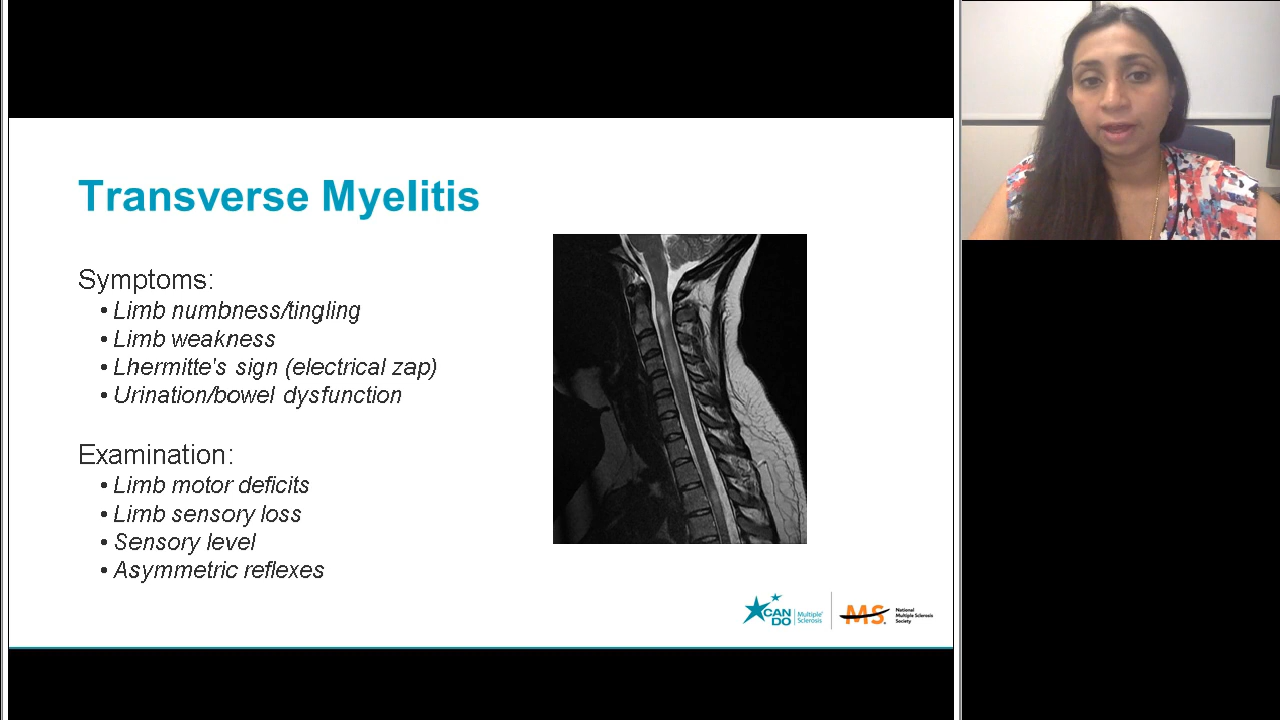 Transverse Myelitis
Symptoms:
• Limb numbness/tingling
• Limb weakness
• Lhermitte's sign (electrical zap)
• Urination/bowel dysfunction
Examination:
• Limb motor deficits
• Limb sensory loss
• Sensory level
• Asymmetric reflexes
CAN
DO
Multiple
Sclerosis
MS
National
Multiple Sclerosis
Society